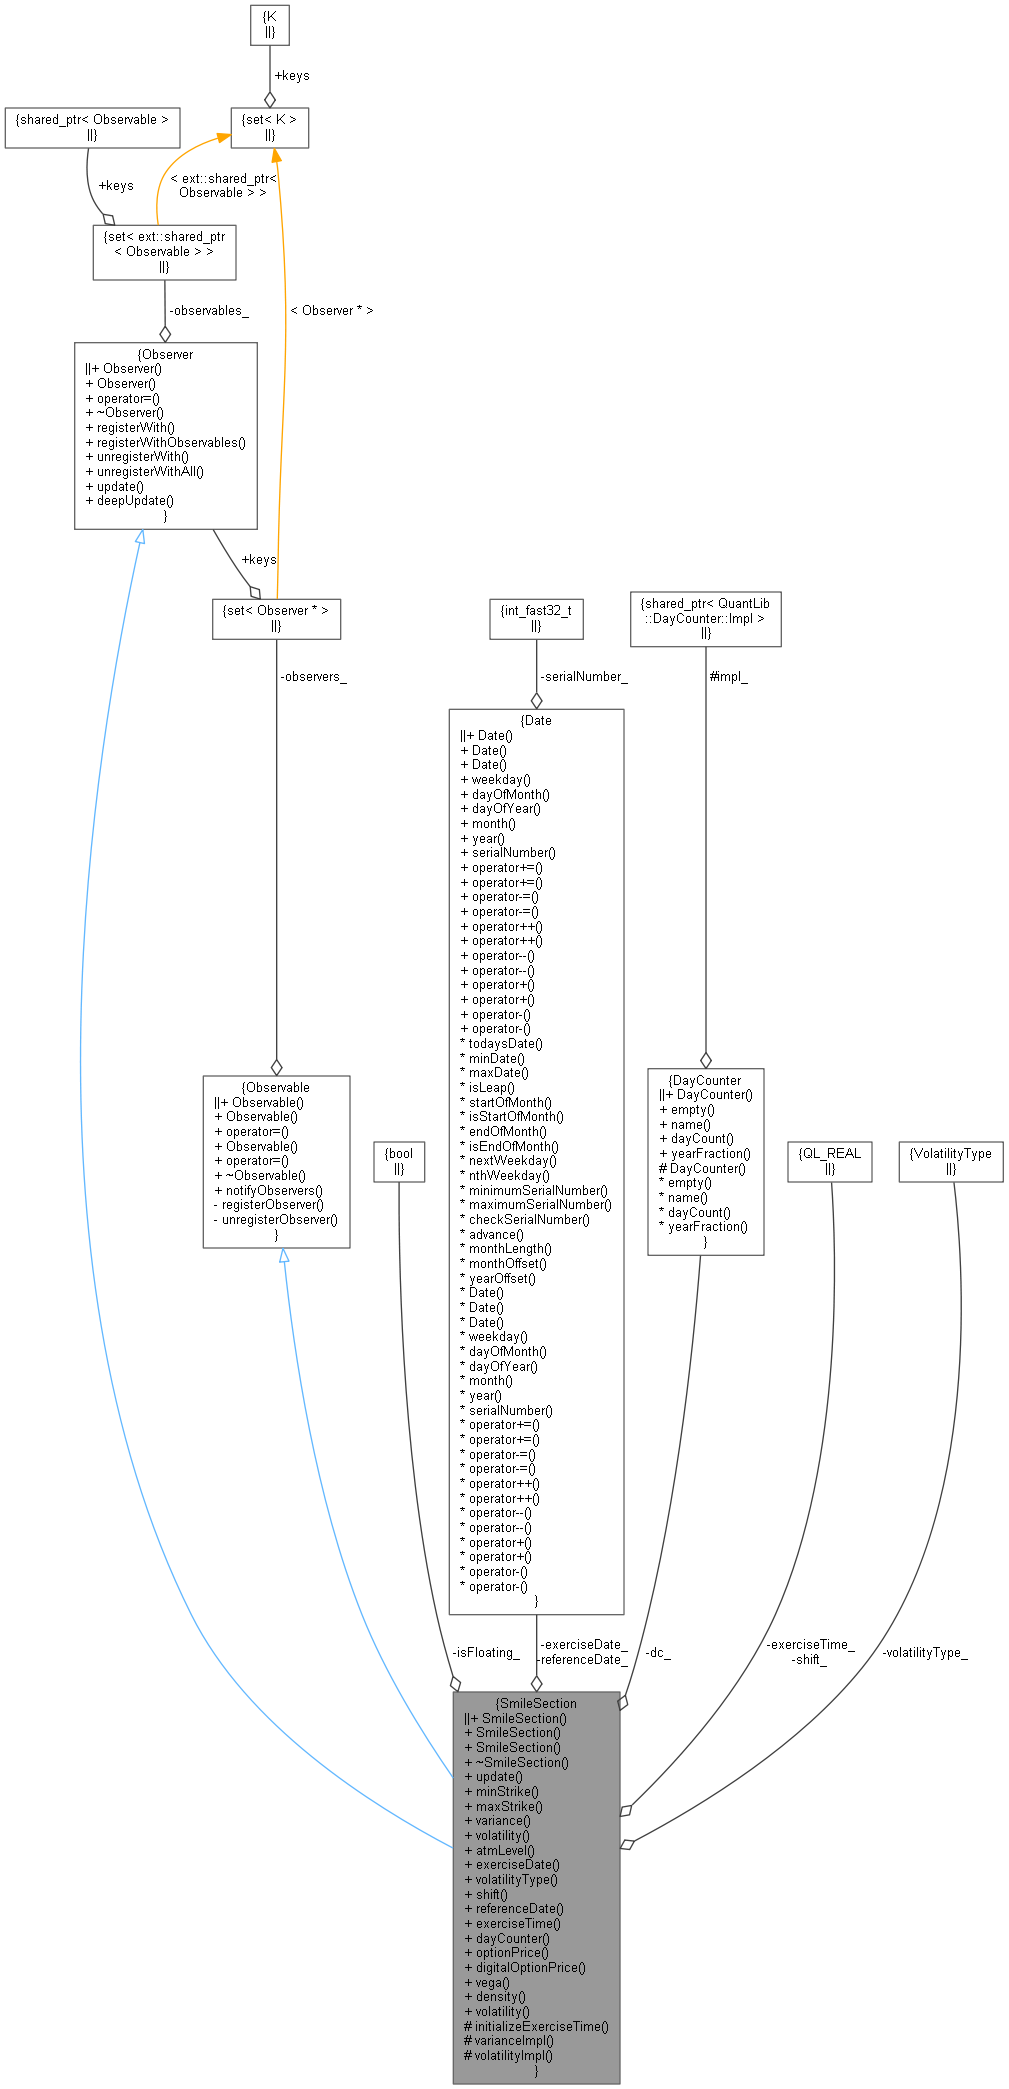 {K
||}
+keys
{shared_ptr< Observable >
||}
{set< K >
||}
+keys
< ext::shared_ptr<
Observable > >
{set< ext::shared_ptr
< Observable > >
||}
-observables_
< Observer * >
{Observer
||+ Observer()
+ Observer()
+ operator=()
+ ~Observer()
+ registerWith()
+ registerWithObservables()
+ unregisterWith()
+ unregisterWithAll()
+ update()
+ deepUpdate()
}
+keys
{set< Observer * >
||}
-observers_
{int_fast32_t
||}
-serialNumber_
{shared_ptr< QuantLib
::DayCounter::Impl >
||}
#impl_
{Date
||+ Date()
+ Date()
+ Date()
+ weekday()
+ dayOfMonth()
+ dayOfYear()
+ month()
+ year()
+ serialNumber()
+ operator+=()
+ operator+=()
+ operator-=()
+ operator-=()
+ operator++()
+ operator++()
+ operator--()
+ operator--()
+ operator+()
+ operator+()
+ operator-()
+ operator-()
* todaysDate()
* minDate()
* maxDate()
* isLeap()
* startOfMonth()
* isStartOfMonth()
* endOfMonth()
* isEndOfMonth()
* nextWeekday()
* nthWeekday()
* minimumSerialNumber()
* maximumSerialNumber()
* checkSerialNumber()
* advance()
* monthLength()
* monthOffset()
* yearOffset()
* Date()
* Date()
* Date()
* weekday()
* dayOfMonth()
* dayOfYear()
* month()
* year()
* serialNumber()
* operator+=()
* operator+=()
* operator-=()
* operator-=()
* operator++()
* operator++()
* operator--()
* operator--()
* operator+()
* operator+()
* operator-()
* operator-()
}
{Observable
||+ Observable()
+ Observable()
+ operator=()
+ Observable()
+ operator=()
+ ~Observable()
+ notifyObservers()
- registerObserver()
- unregisterObserver()
}
{bool
||}
{DayCounter
||+ DayCounter()
+ empty()
+ name()
+ dayCount()
+ yearFraction()
# DayCounter()
* empty()
* name()
* dayCount()
* yearFraction()
}
{QL_REAL
||}
{VolatilityType
||}
-isFloating_
-exerciseDate_
-referenceDate_
-dc_
-exerciseTime_
-shift_
-volatilityType_
{SmileSection
||+ SmileSection()
+ SmileSection()
+ SmileSection()
+ ~SmileSection()
+ update()
+ minStrike()
+ maxStrike()
+ variance()
+ volatility()
+ atmLevel()
+ exerciseDate()
+ volatilityType()
+ shift()
+ referenceDate()
+ exerciseTime()
+ dayCounter()
+ optionPrice()
+ digitalOptionPrice()
+ vega()
+ density()
+ volatility()
# initializeExerciseTime()
# varianceImpl()
# volatilityImpl()
}